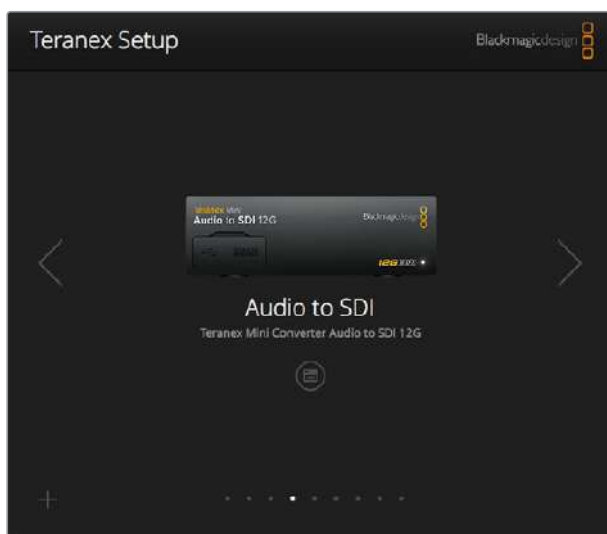 Teranex Setup
Blackmagicdesign
Teranex Mini
Audio to SDI 12G
Blackmagicdesign
Audio to SDI
Teranex Mini Converter Audio to SDI 12G